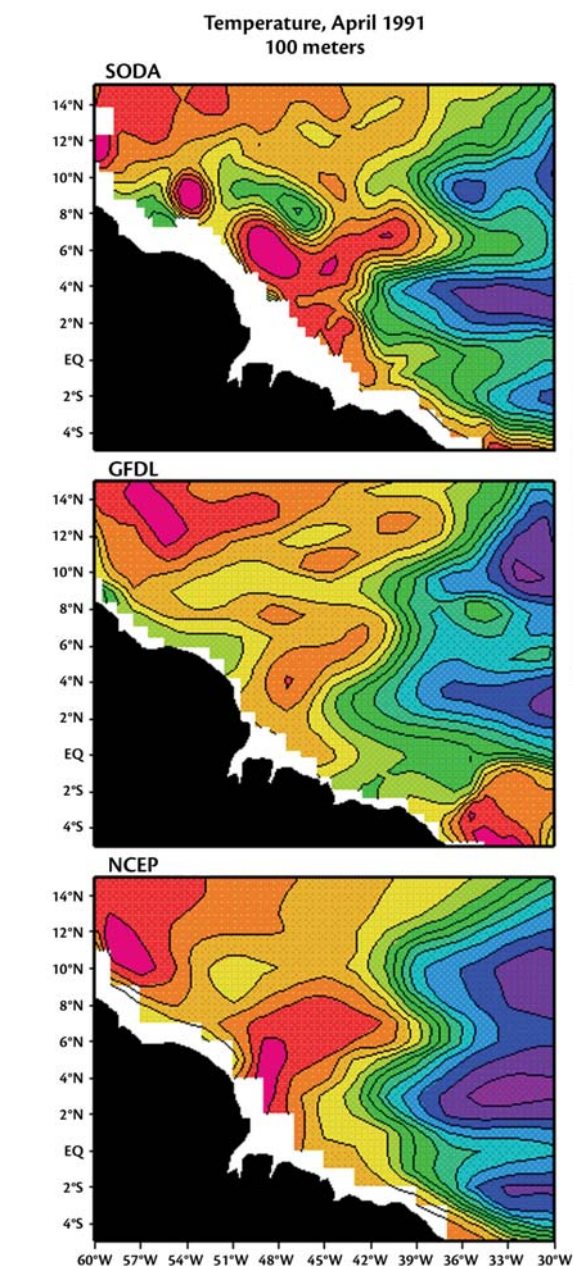 Temperature, April 1991
100 meters
SODA
14°N
12°N
10°N
8°N
6°N
4°N
2°N
EQ
2°S
4°S
GFDL
14°N
12°N
10°N
8°N
6°N
4°N
2°N
EQ
2°S
4°S
NCEP
14°N
12°N
10°N
8°N
6°N
4°N
2°N
EQ
2°S
4°S
60°W 57°W 54°W 51°W 48°W 45°W 42°W 39°W 36°W 33°W 30°W